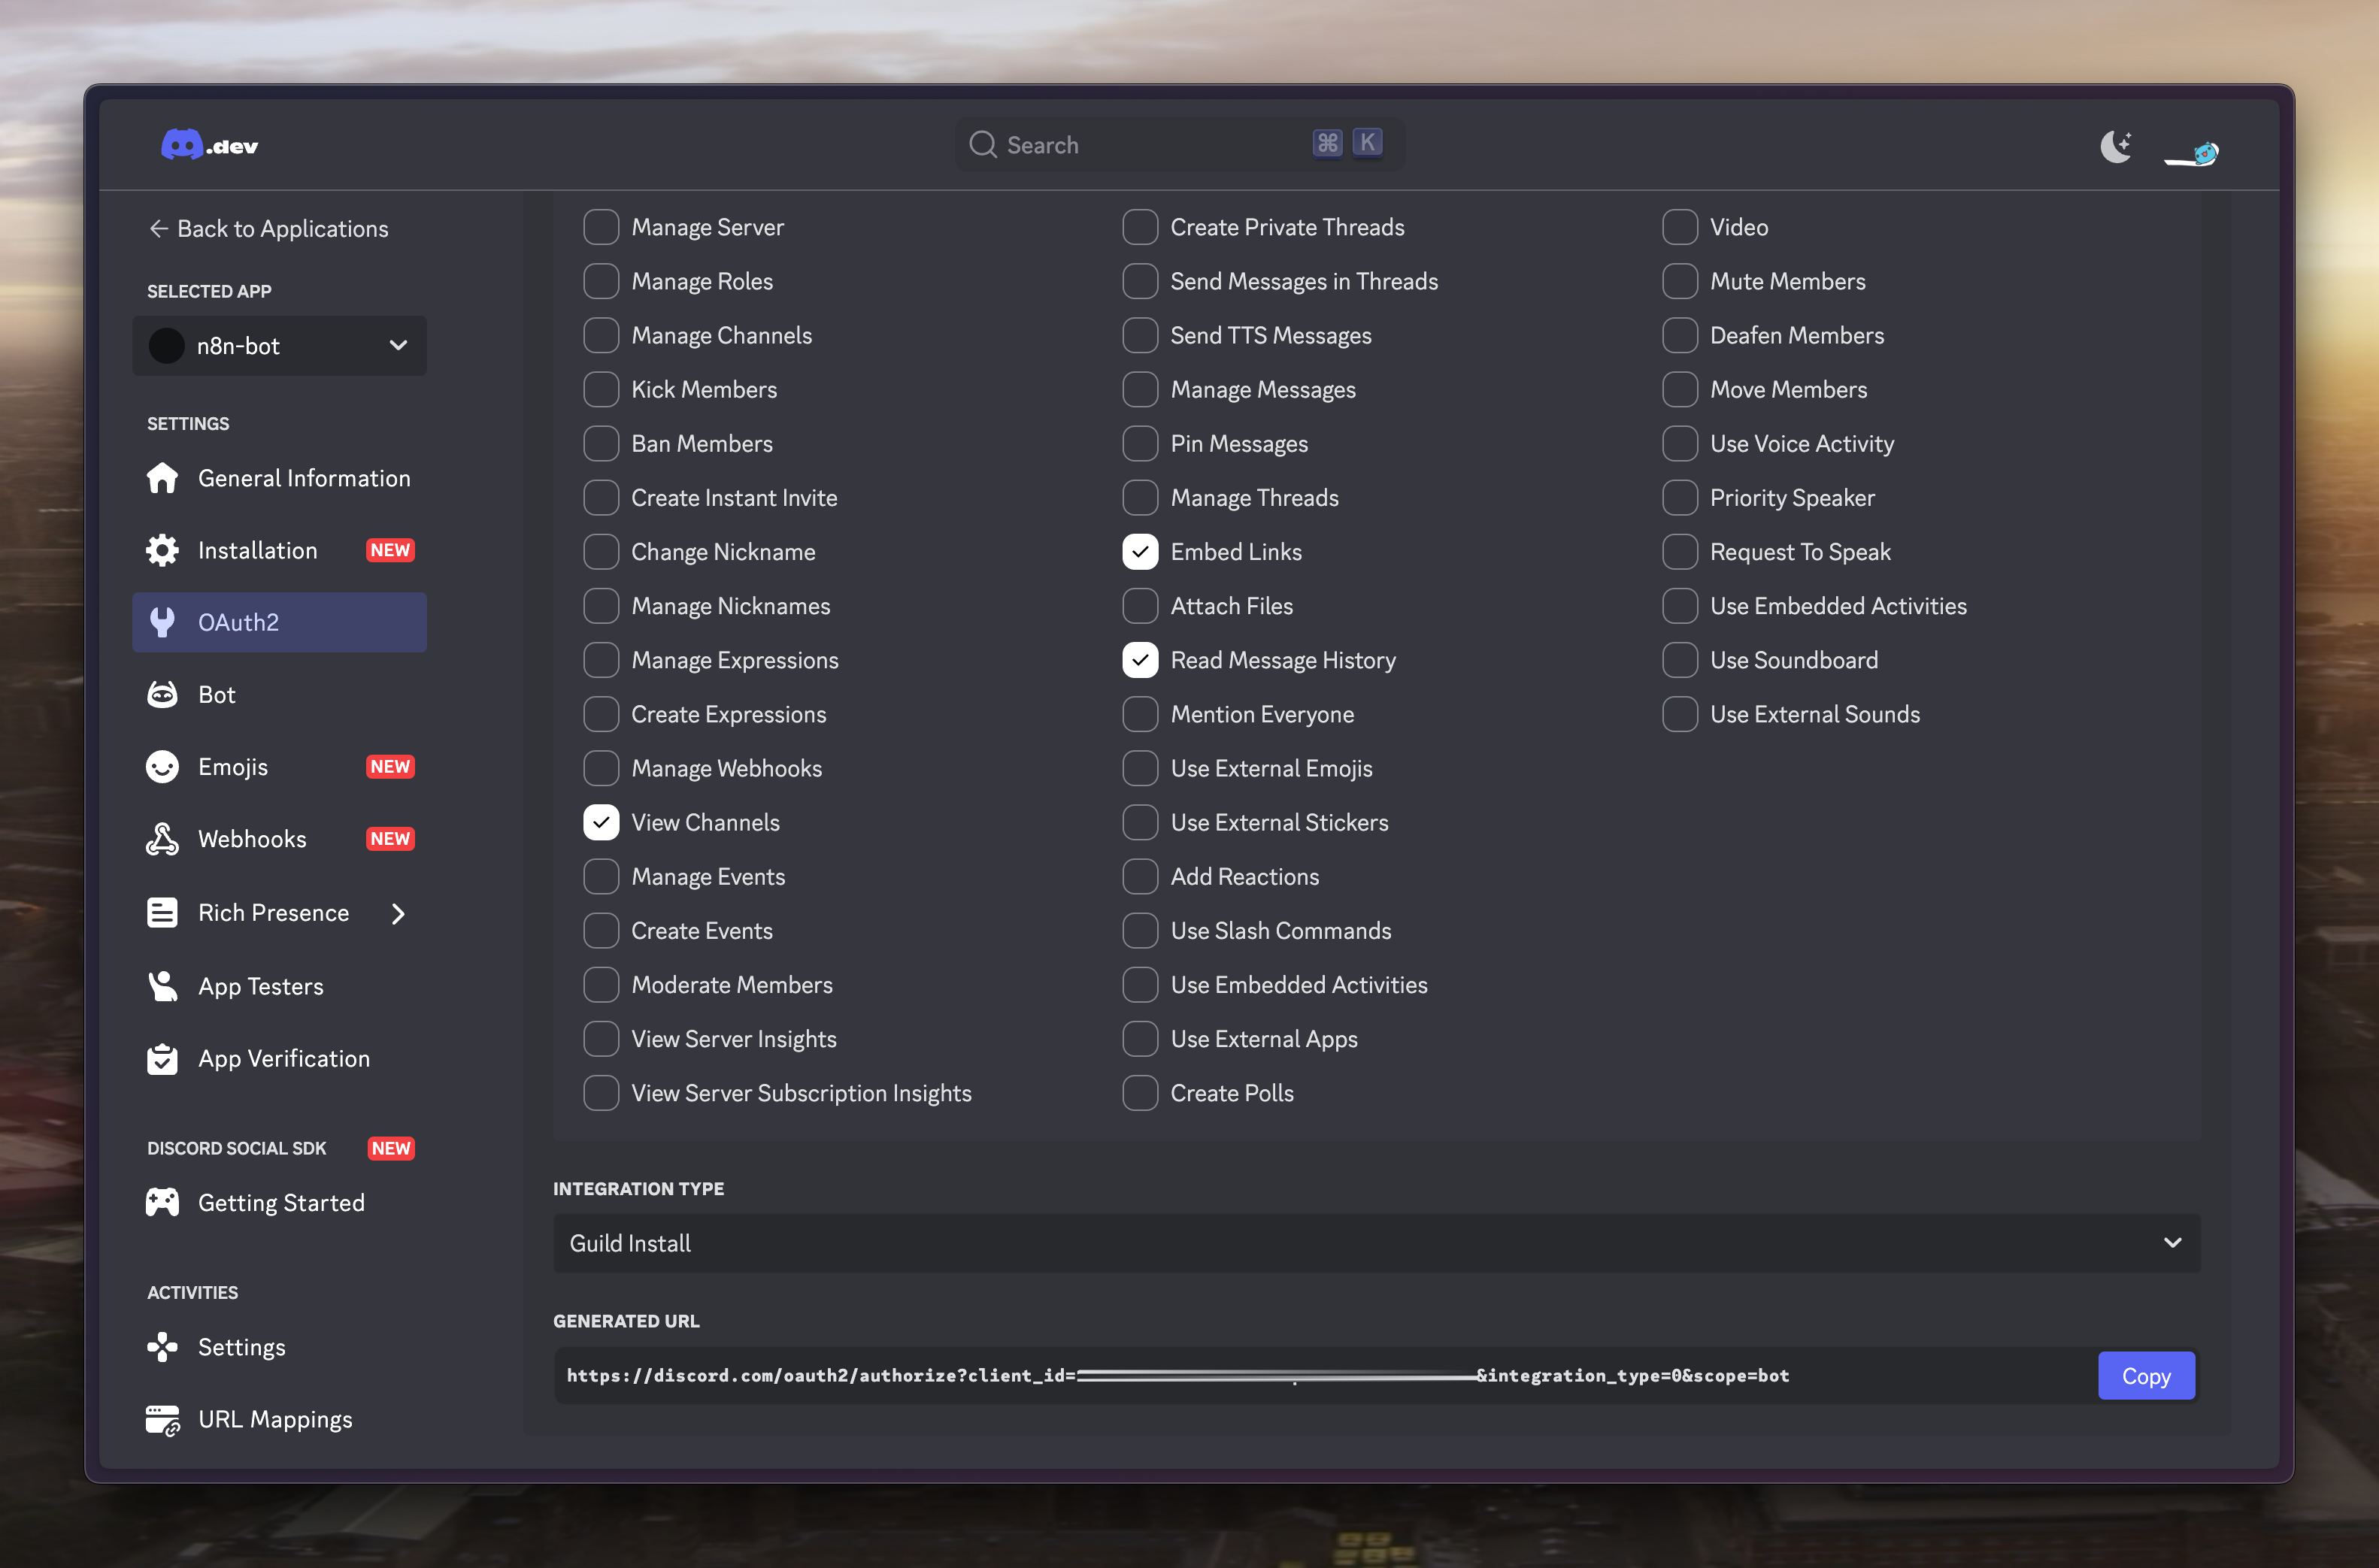 .dev
Search ⌘ K
← Back to Applications
SELECTED APP
n8n-bot
SETTINGS
General Information
Installation NEW
OAuth2
Bot
Emojis NEW
Webhooks NEW
Rich Presence
App Testers
App Verification
DISCORD SOCIAL SDK NEW
Getting Started
ACTIVITIES
Settings
URL Mappings
Manage Server
Manage Roles
Manage Channels
Kick Members
Ban Members
Create Instant Invite
Change Nickname
Manage Nicknames
Manage Expressions
Create Expressions
Manage Webhooks
View Channels
Manage Events
Create Events
Moderate Members
View Server Insights
View Server Subscription Insights
Create Private Threads
Send Messages in Threads
Send TTS Messages
Manage Messages
Pin Messages
Manage Threads
Embed Links
Attach Files
Read Message History
Mention Everyone
Use External Emojis
Use External Stickers
Add Reactions
Use Slash Commands
Use Embedded Activities
Use External Apps
Create Polls
Video
Mute Members
Deafen Members
Move Members
Use Voice Activity
Priority Speaker
Request To Speak
Use Embedded Activities
Use Soundboard
Use External Sounds
INTEGRATION TYPE
Guild Install
GENERATED URL
https://discord.com/oauth2/authorize?client_id= &integration_type=0&scope=bot
Copy